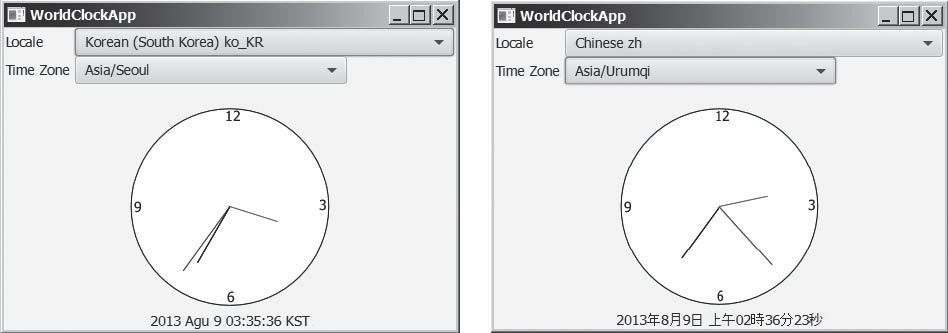 WorldClockApp
Locale Korean (South Korea) ko_KR
Time Zone Asia/Seoul
12
9 3
6
2013 Agu 9 03:35:36 KST
WorldClockApp
Locale Chinese zh
Time Zone Asia/Urumqi
12
9 3
6
2013年8月9日 上午02時36分23秒